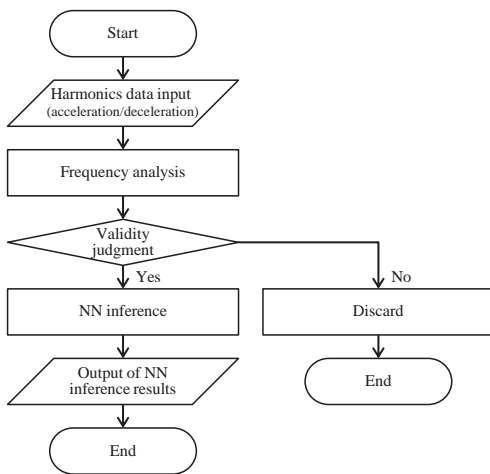 Start
Harmonics data input
(acceleration/deceleration)
Frequency analysis
Validity
judgment
Yes
No
NN inference
Discard
Output of NN
inference results
End
End